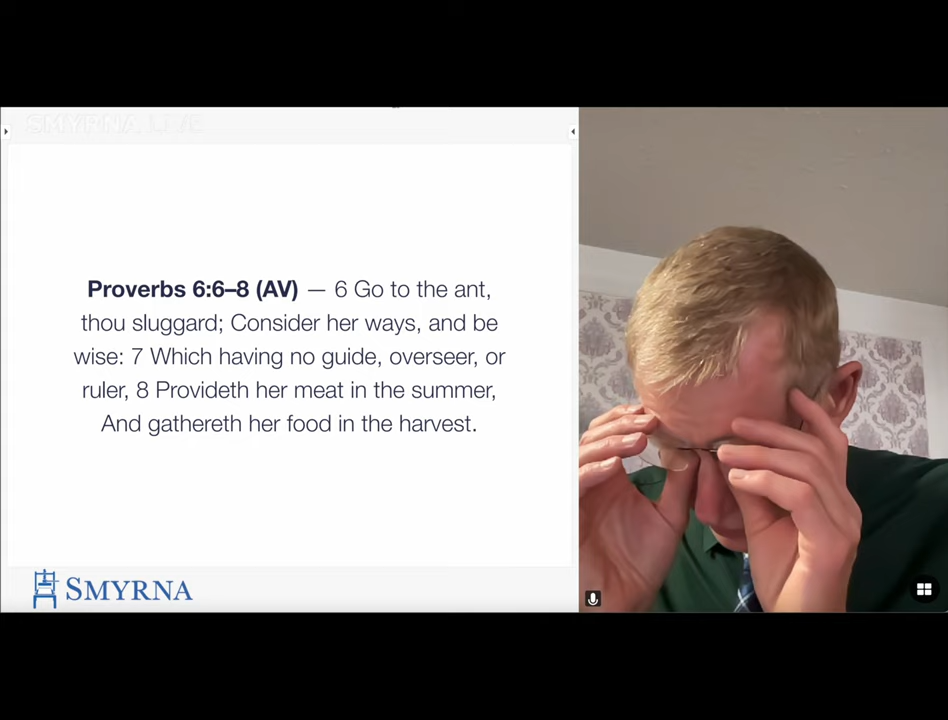 SMYRNA LIVE
Proverbs 6:6–8 (AV) — 6 Go to the ant,
thou sluggard; Consider her ways, and be
wise: 7 Which having no guide, overseer, or
ruler, 8 Provideth her meat in the summer,
And gathereth her food in the harvest.
SMYRNA